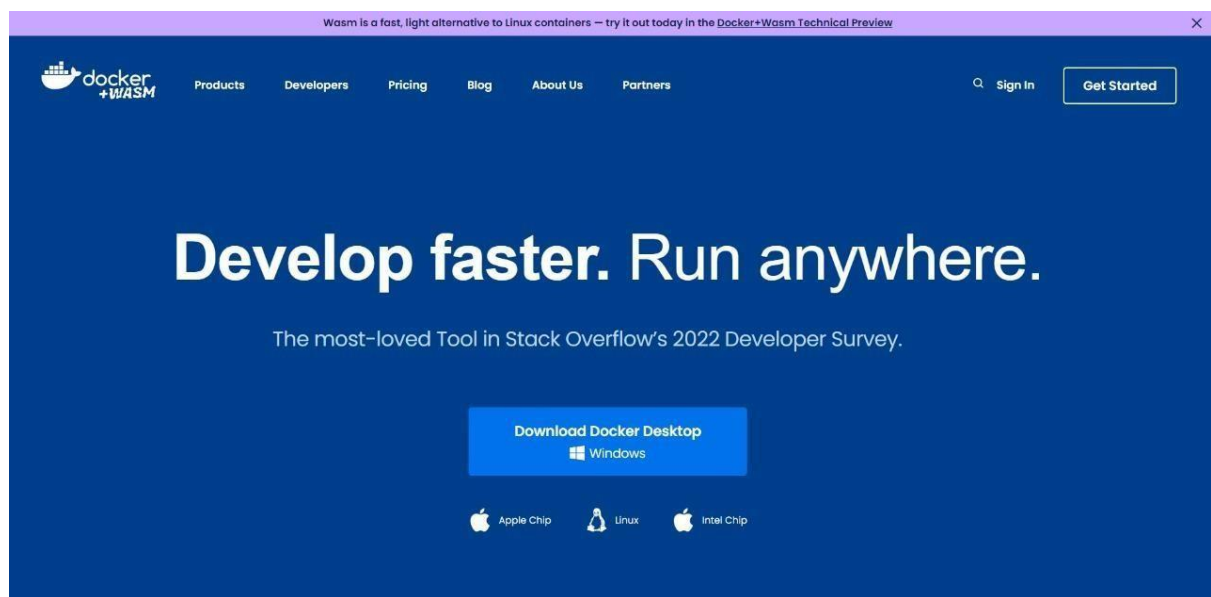 Wasm is a fast, light alternative to Linux containers — try it out today in the Docker+Wasm Technical Preview
docker
+WASM
Products Developers Pricing Blog About Us Partners Sign In Get Started
Develop faster. Run anywhere.
The most-loved Tool in Stack Overflow's 2022 Developer Survey.
Download Docker Desktop
Windows
Apple Chip Linux Intel Chip